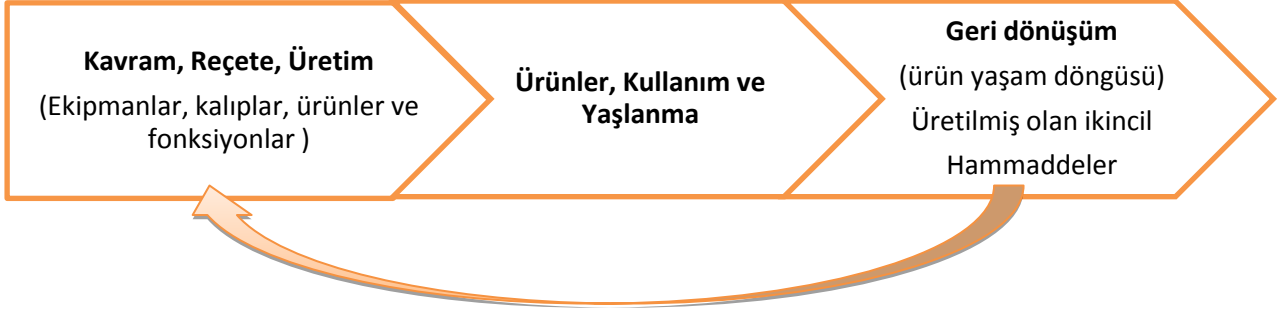 Kavram, Reçete, Üretim
(Ekipmanlar, kalıplar, ürünler ve
fonksiyonlar )
Ürünler, Kullanım ve
Yaşlanma
Geri dönüşüm
(ürün yaşam döngüsü)
Üretilmiş olan ikincil
Hammaddeler